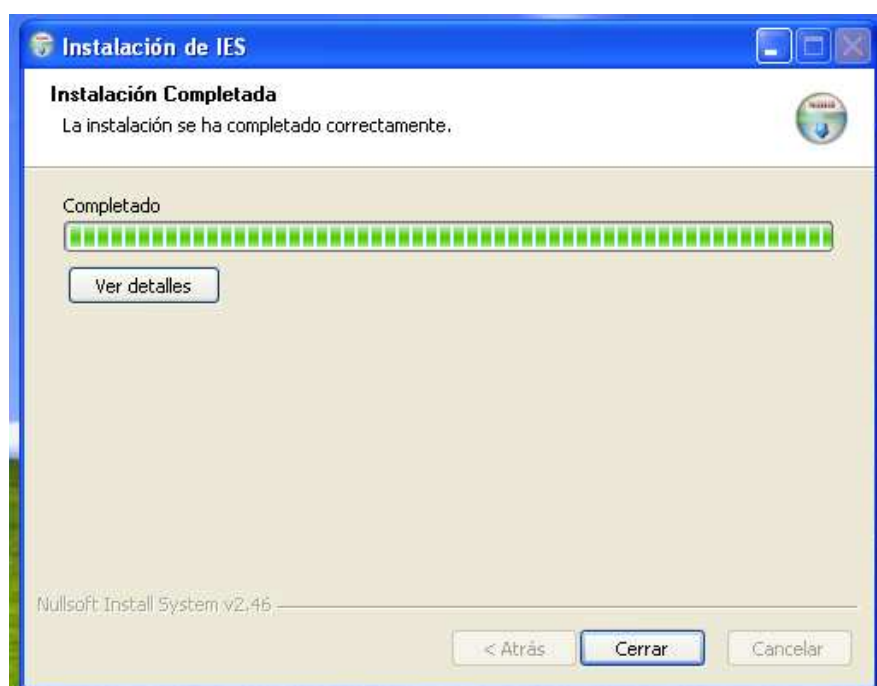 Instalación de IES
Instalación Completada
La instalación se ha completado correctamente.
Completado
Ver detalles
Nullsoft Install System v2.46
< Atrás Cerrar Cancelar